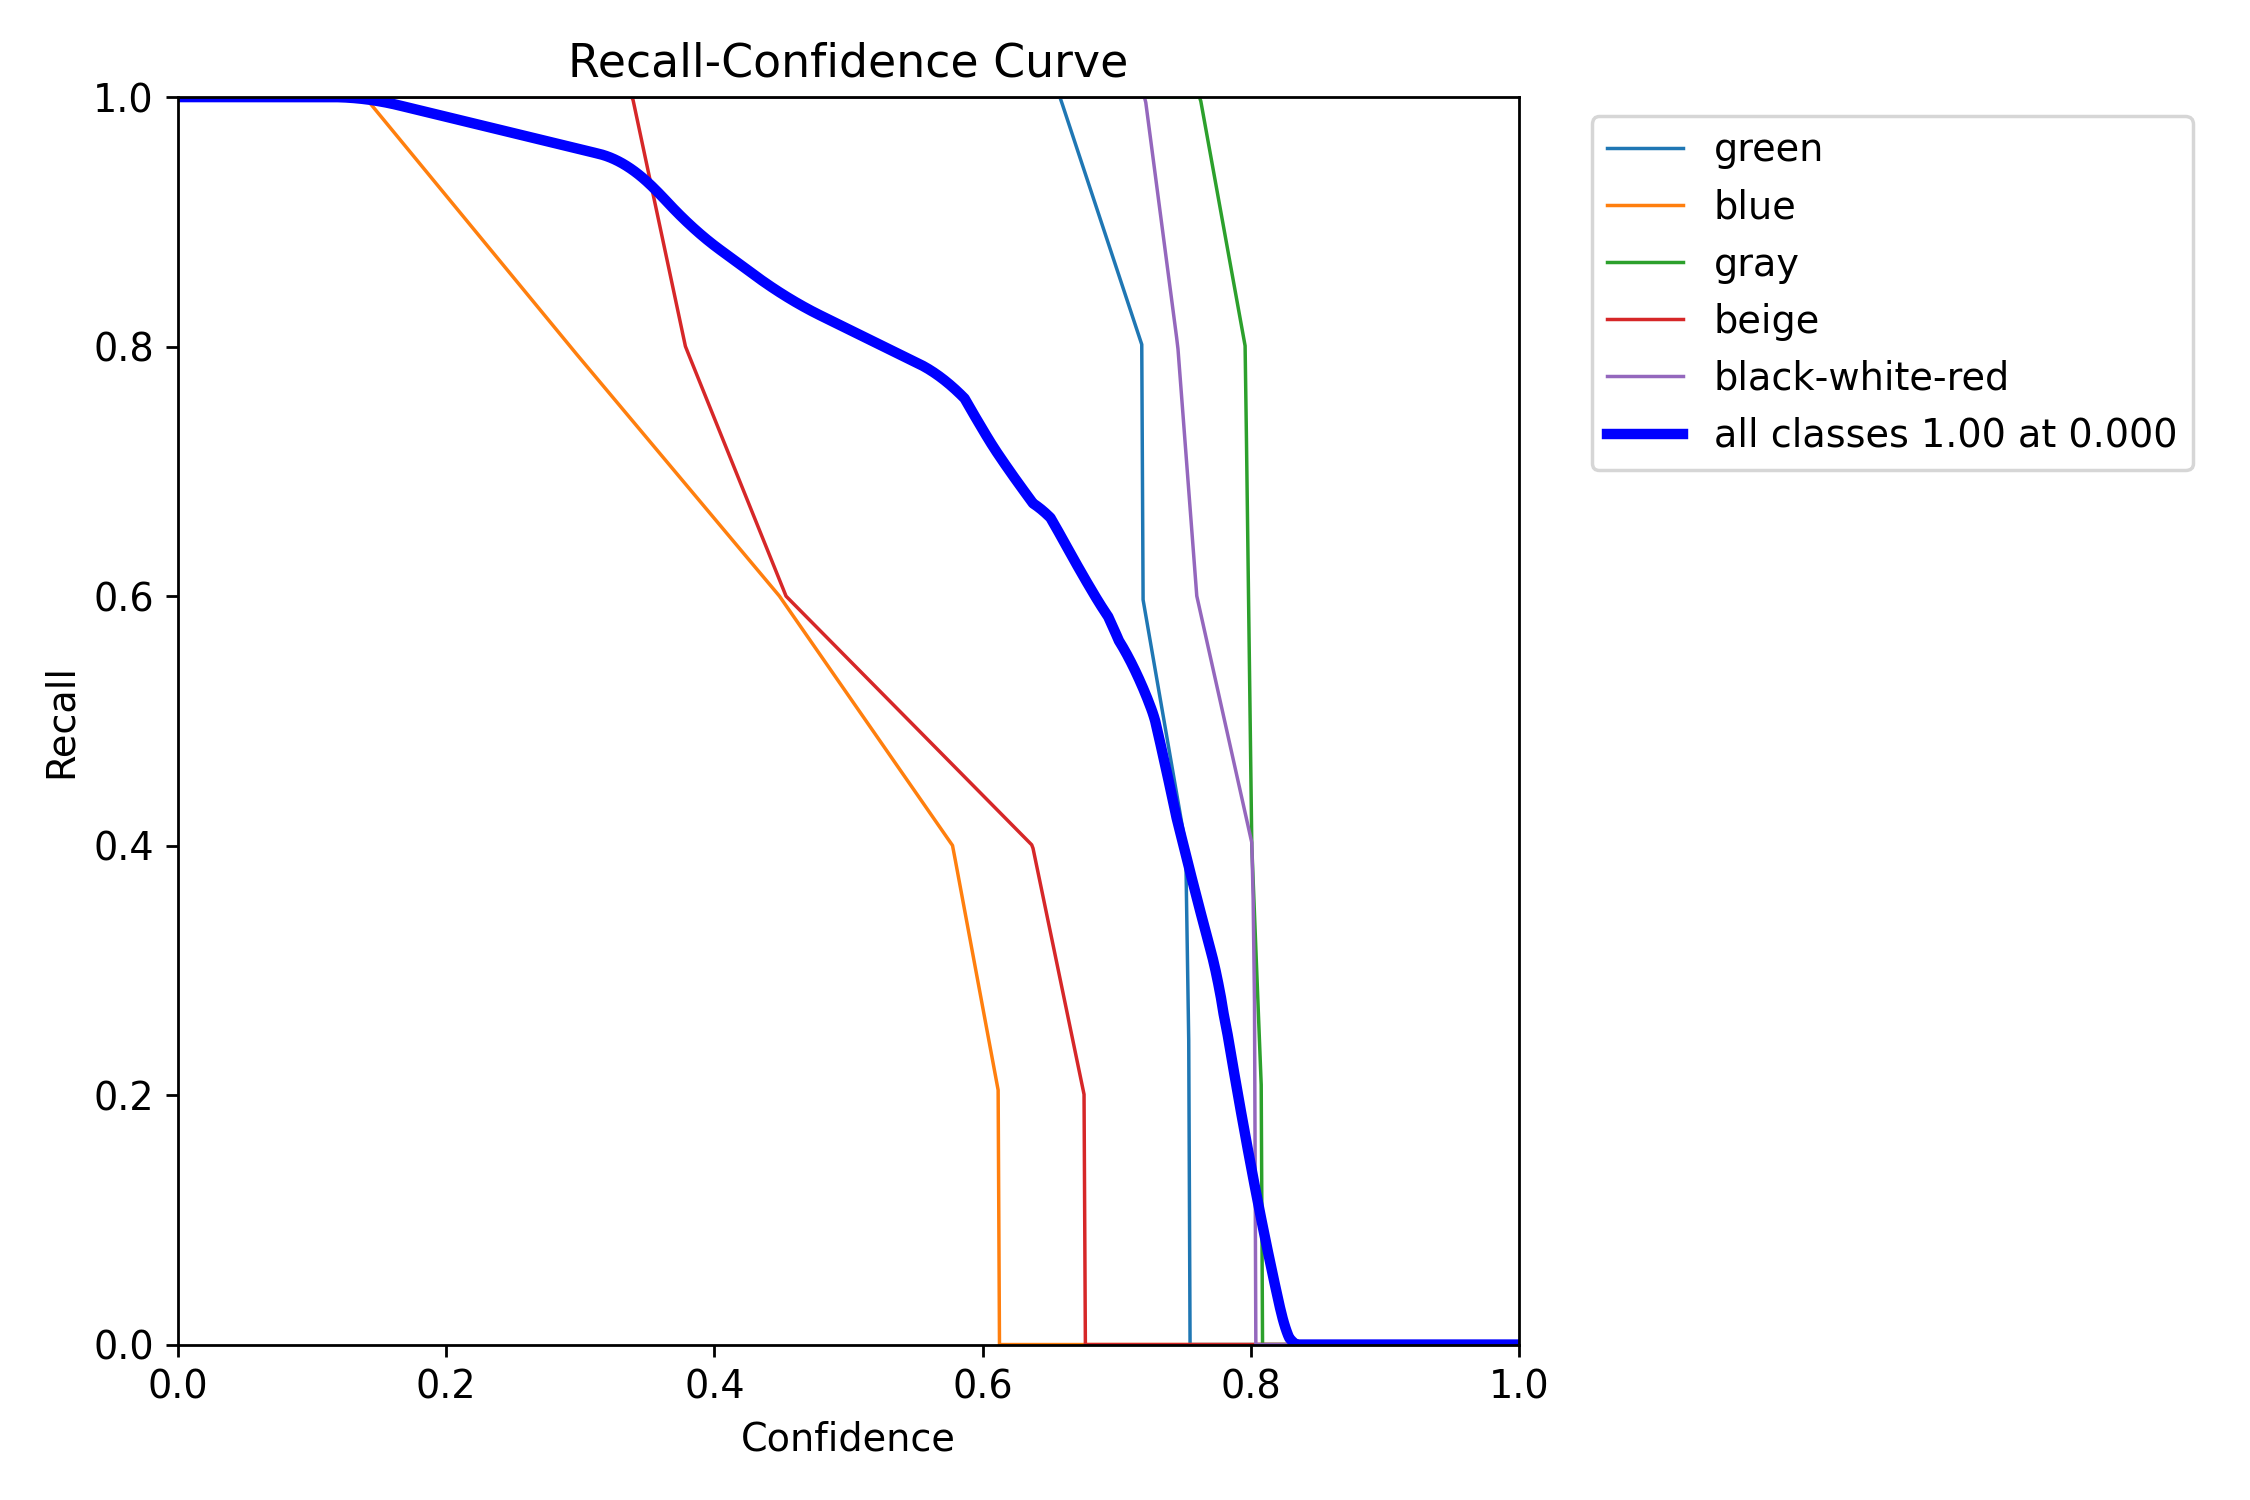 Recall-Confidence Curve
1.0
0.8
0.6
0.4
0.2
0.0
Recall
0.0 0.2 0.4 0.6 0.8 1.0
Confidence
green
blue
gray
beige
black-white-red
all classes 1.00 at 0.000